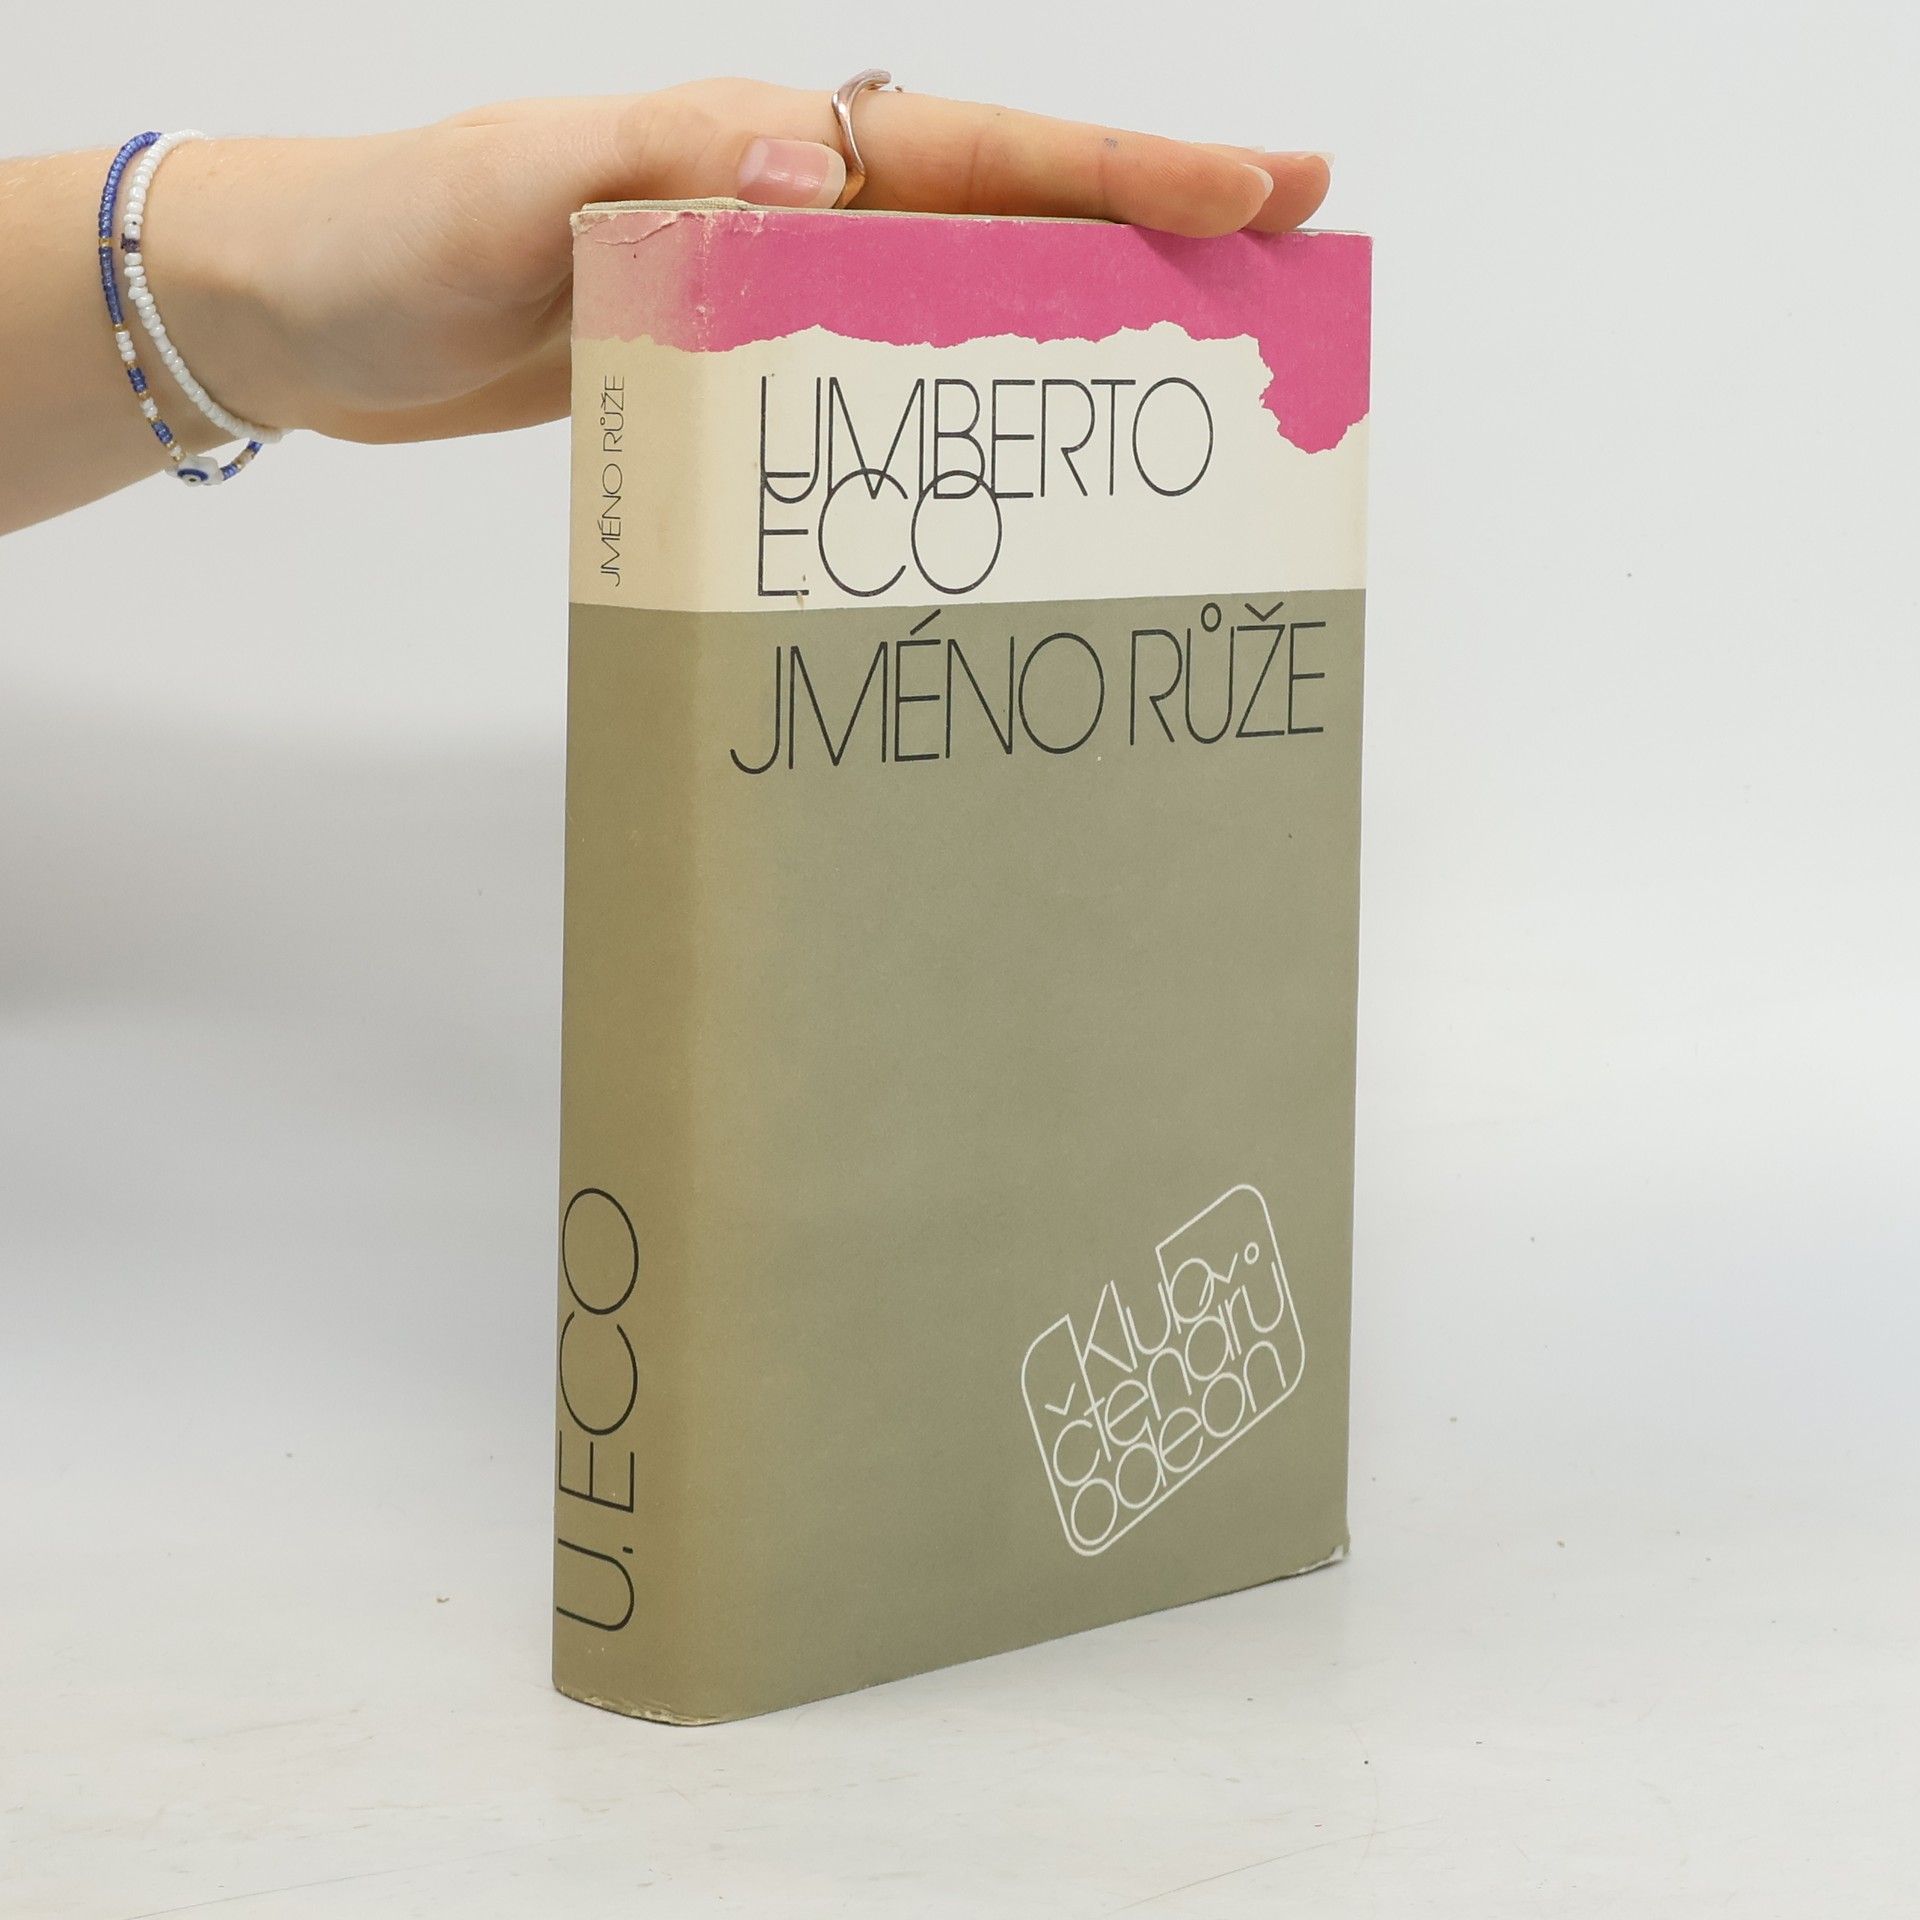 JMÉNO RŮŽE
U. ECO
UMBERTO
ECO
JMÉNO RŮŽE
klub
čtenářů
odeon